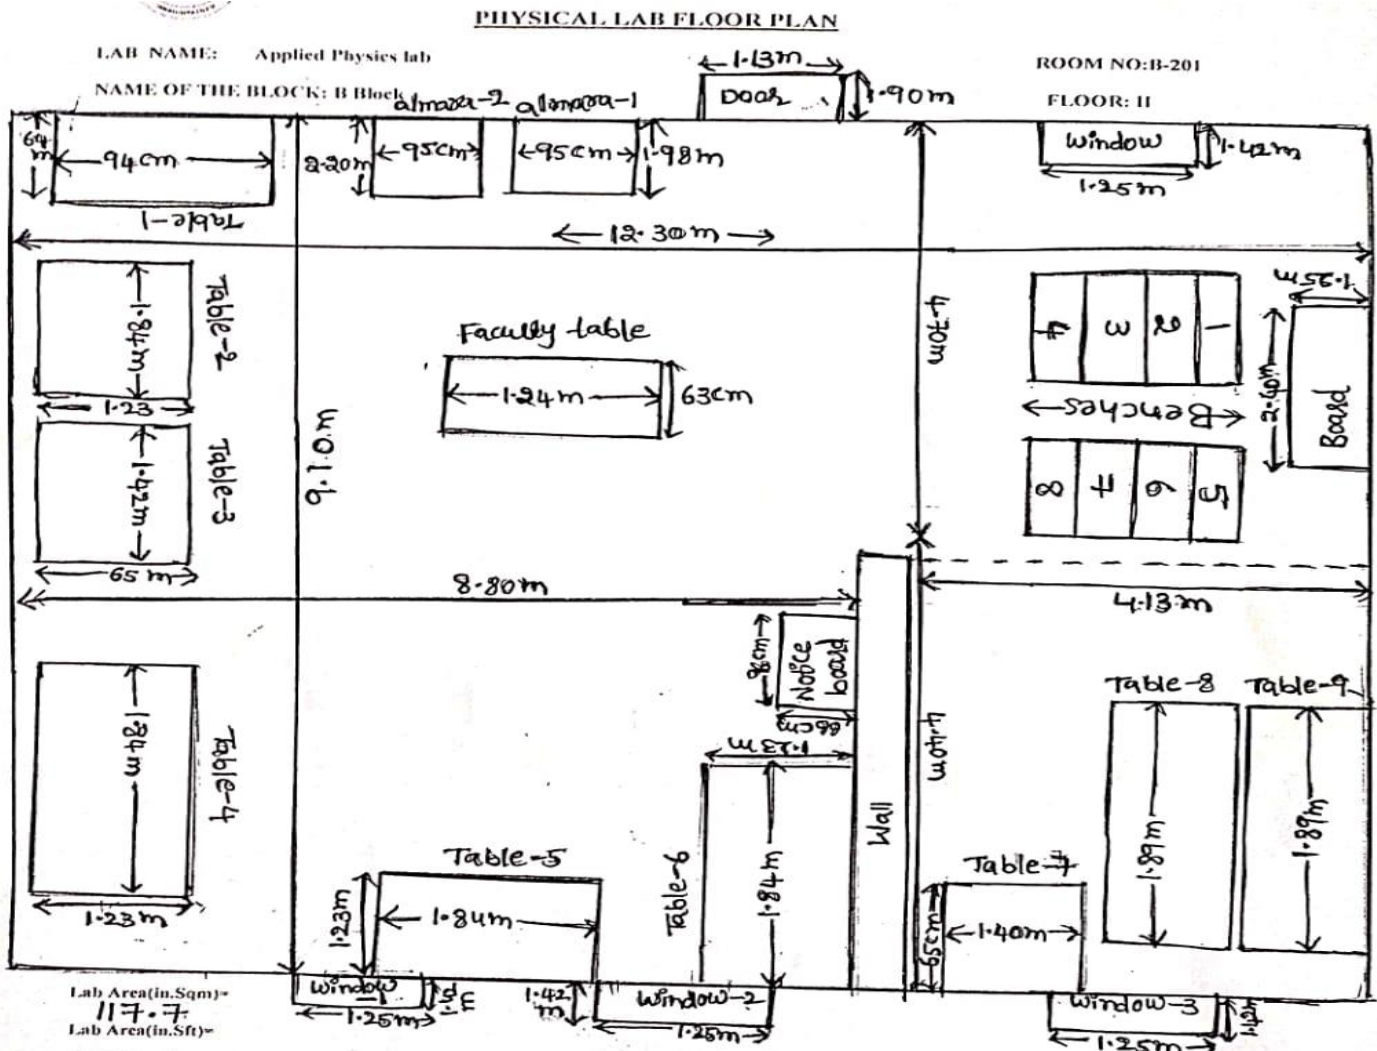 PHYSICAL LAB FLOOR PLAN
LAB NAME: Applied Physics lab
ROOM NO:B-201
NAME OF THE BLOCK: B Block
FLOOR: II
1.13m
Door
1.90m
almara-2
almara-1
64
m
94cm
Table-1
2.20m
95cm
95cm
1.98m
window
1.42m
1.25m
12.30m
1.84m
Table-2
1.23
Faculty table
1.24m
63cm
4.70m
4
3
2
1
Benches
8
7
6
5
1.25m
2.40m
Board
9.10m
1.42m
Table-3
65 m
8.80m
4.13m
Notice
board
88cm
1.23m
Wall
4.40m
1.84m
Table-4
1.23m
Table-5
1.23m
1.84m
Table-6
1.84m
Table-7
65cm
1.40m
Table-8
1.89m
Table-9
1.89m
window
1.25m
1.42
m
window-2
1.25m
window-3
1.42m
1.25m
Lab Area(in.Sqm)=
117.7
Lab Area(in.Sft)=